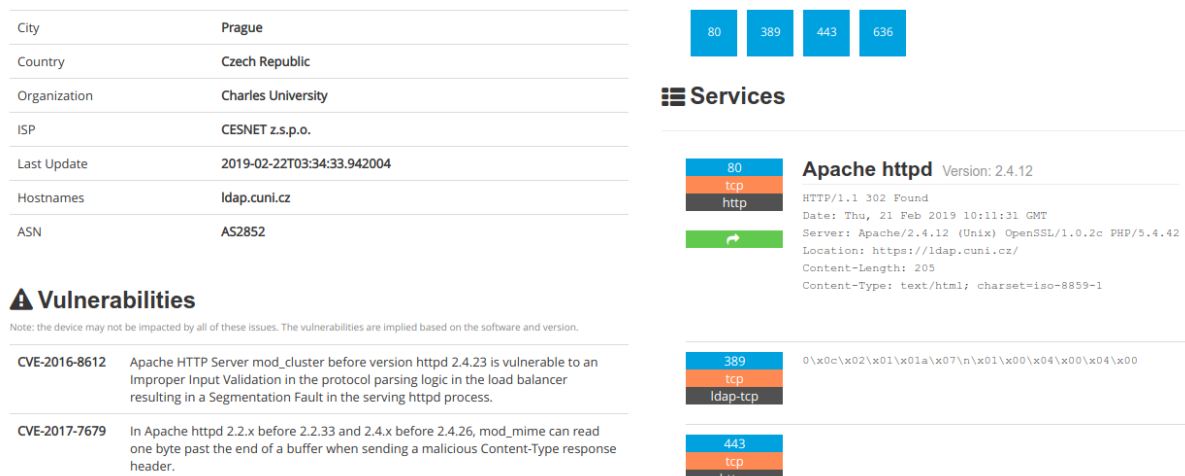 City Prague
Country Czech Republic
Organization Charles University
ISP CESNET z.s.p.o.
Last Update 2019-02-22T03:34:33.942004
Hostnames ldap.cuni.cz
ASN AS2852
Vulnerabilities
Note: the device may not be impacted by all of these issues. The vulnerabilities are implied based on the software and version.
CVE-2016-8612 Apache HTTP Server mod_cluster before version httpd 2.4.23 is vulnerable to an
Improper Input Validation in the protocol parsing logic in the load balancer
resulting in a Segmentation Fault in the serving httpd process.
CVE-2017-7679 In Apache httpd 2.2.x before 2.2.33 and 2.4.x before 2.4.26, mod_mime can read
one byte past the end of a buffer when sending a malicious Content-Type response
header.
80 389 443 636
Services
80
tcp
http
Apache httpd Version: 2.4.12
HTTP/1.1 302 Found
Date: Thu, 21 Feb 2019 10:11:31 GMT
Server: Apache/2.4.12 (Unix) OpenSSL/1.0.2c PHP/5.4.42
Location: https://ldap.cuni.cz/
Content-Length: 205
Content-Type: text/html; charset=iso-8859-1
389
tcp
ldap-tcp
0\x0c\x02\x01\x01a\x07\n\x01\x00\x04\x00\x04\x00
443
tcp